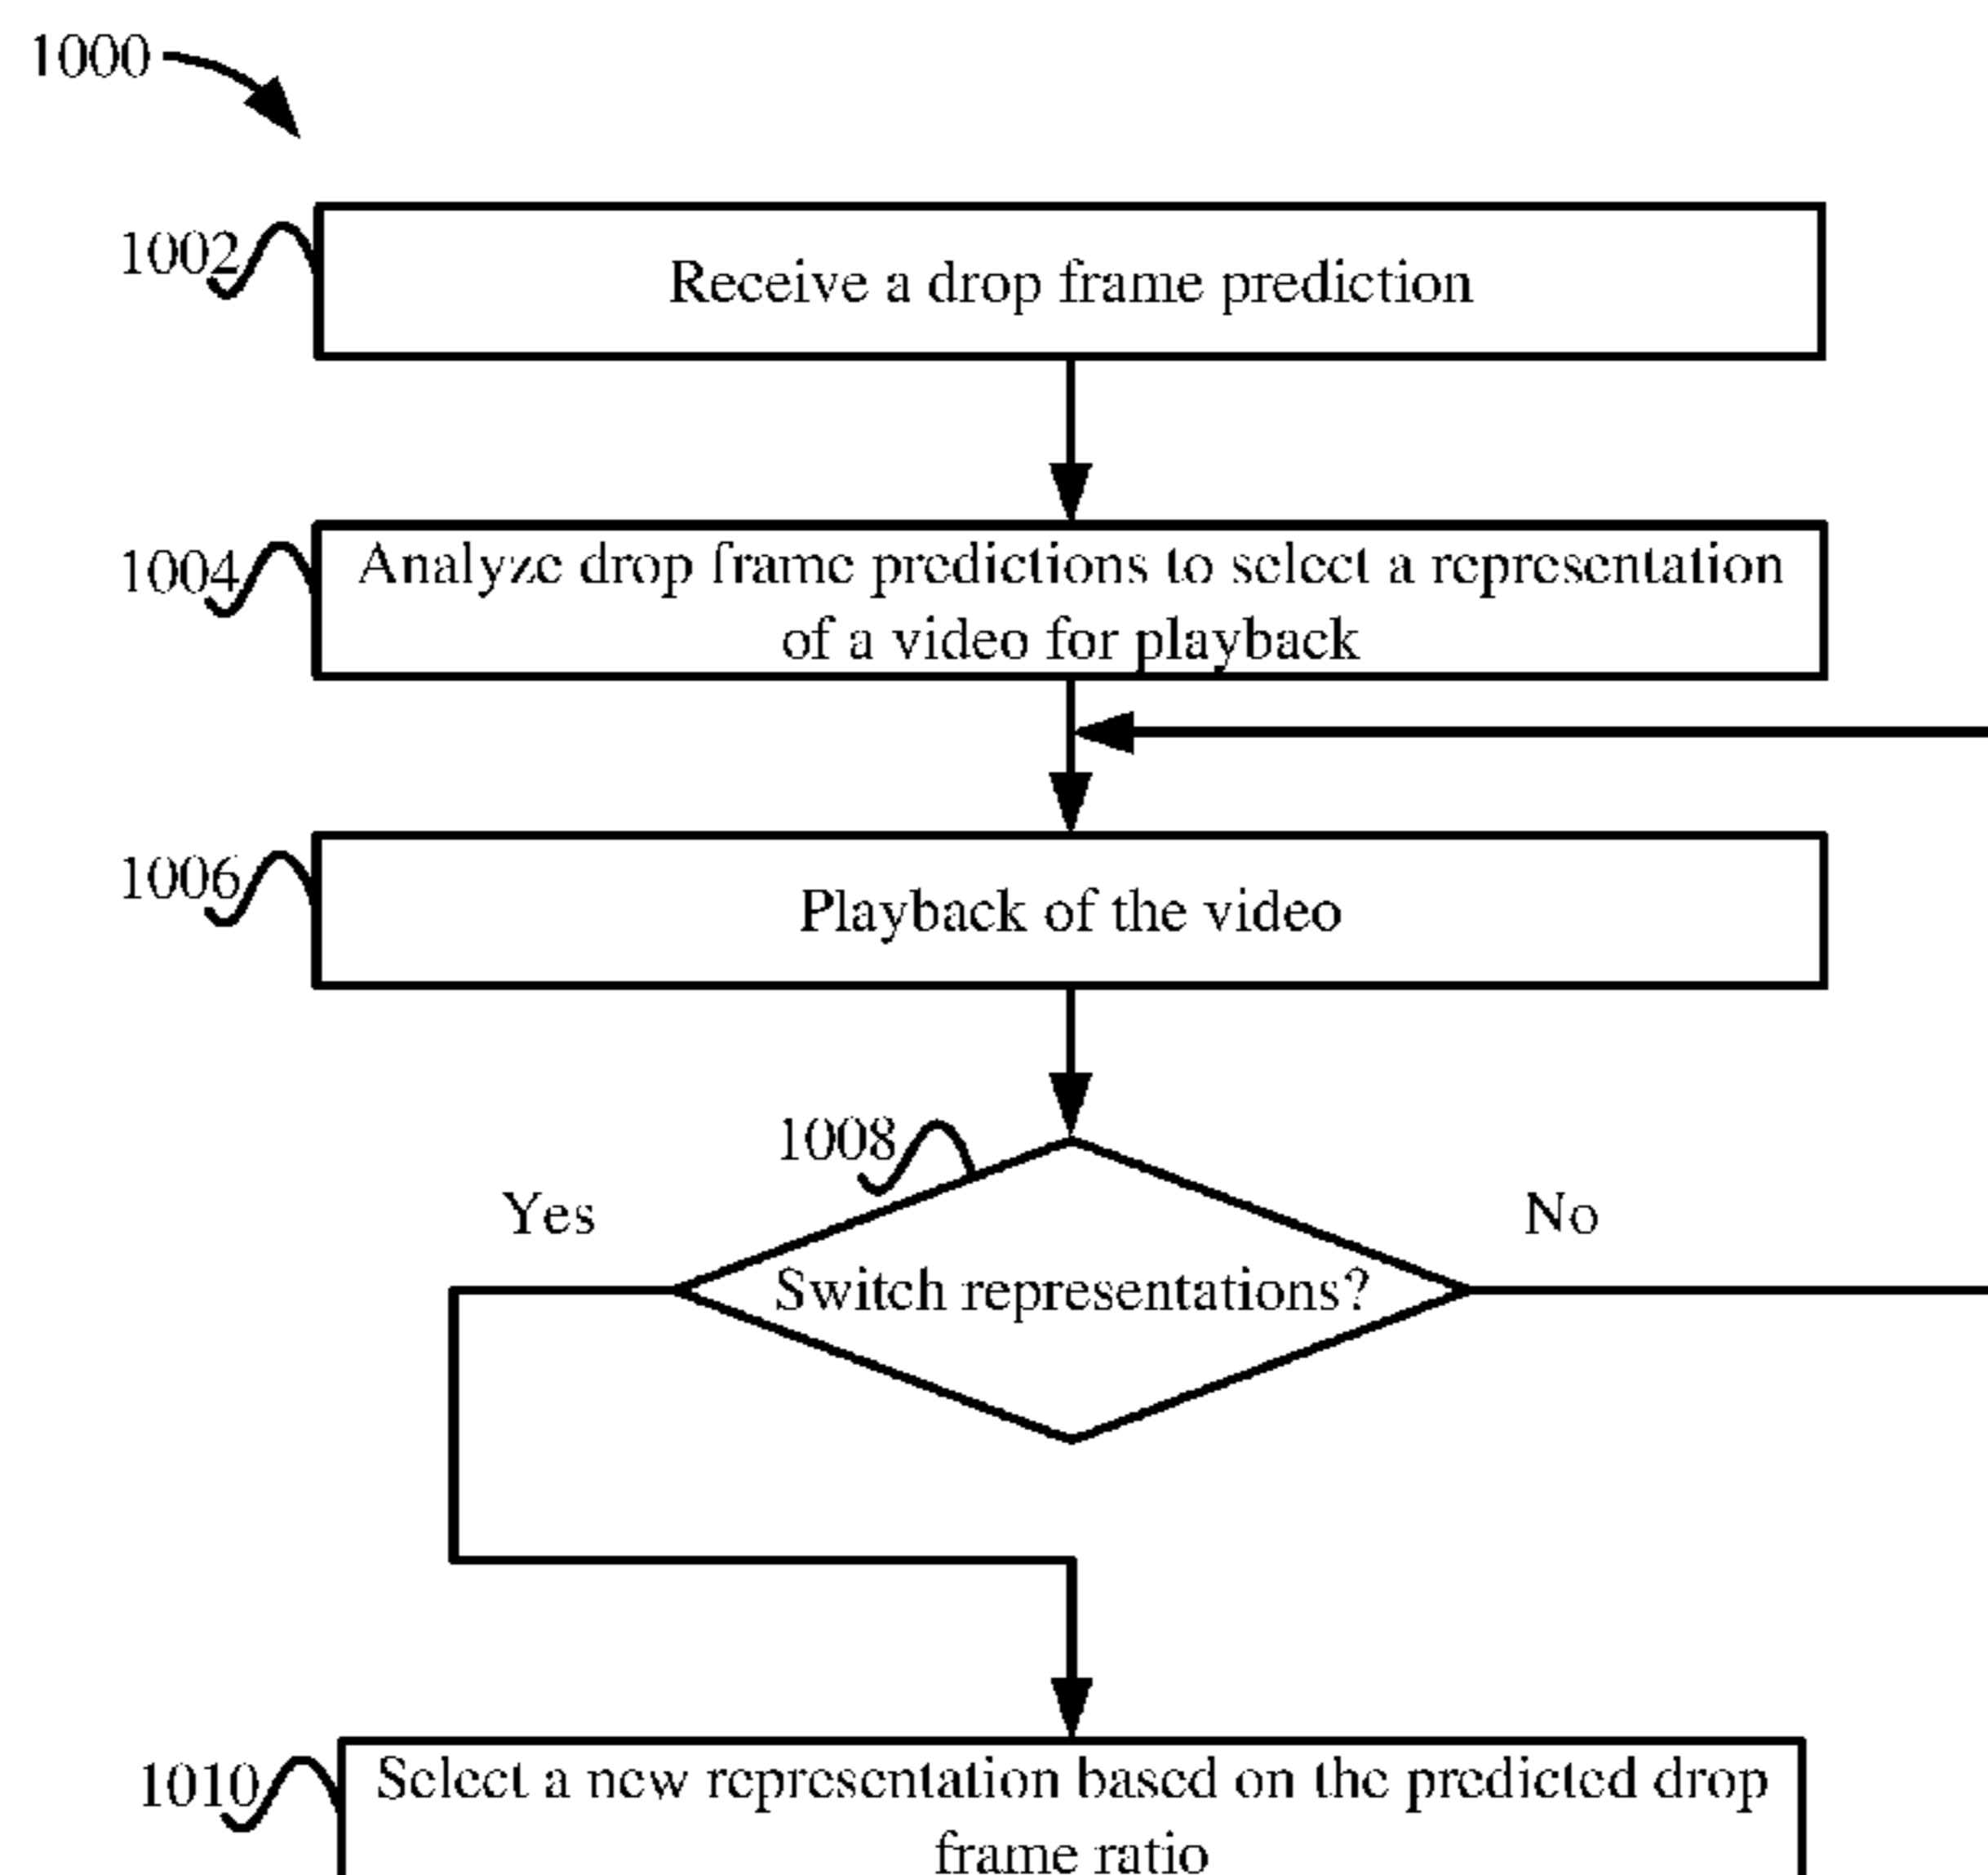 1000
1002
Receive a drop frame prediction
1004
Analyze drop frame predictions to select a representation
of a video for playback
1006
Playback of the video
1008
Yes
No
Switch representations?
1010
Select a new representation based on the predicted drop
frame ratio